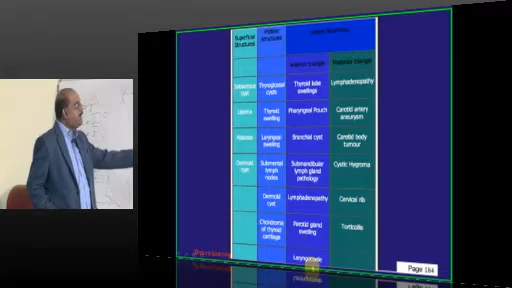 Superficial Structures
Midline structures
Lateral Structures
Anterior triangle
Posterior triangle
Sebaceous cyst
Thyroglossal cysts
Thyroid lobe swellings
Lymphadenopathy
Lipoma
Thyroid swelling
Pharyngeal Pouch
Carotid artery aneurysm
Abscess
Laryngeal swelling
Branchial cyst
Carotid body tumour
Dermoid cyst
Submental lymph nodes
Submandibular lymph gland pathology
Cystic Hygroma
Dermoid cyst
Lymphadenopathy
Cervical rib
Chondroma of thyroid cartilage
Parotid gland swelling
Torticollis
Laryngocele
Page 184